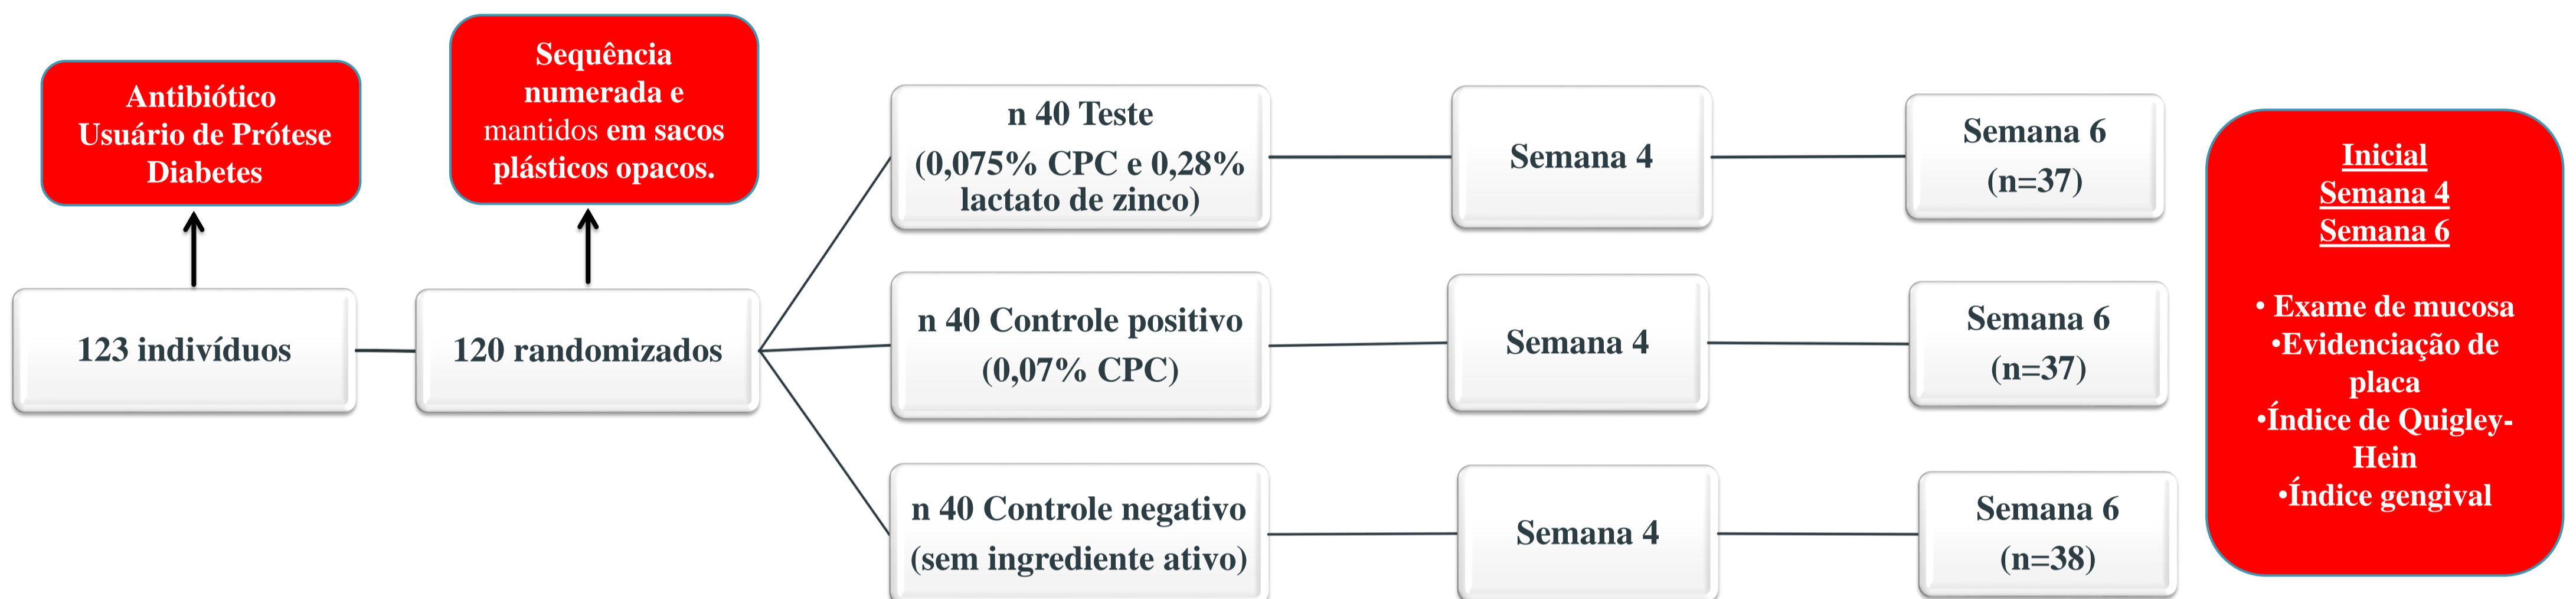 Antibiótico
Usuário de Prótese
Diabetes
Sequência
numerada e
mantidos em sacos
plásticos opacos.
123 indivíduos
120 randomizados
n 40 Teste
(0,075% CPC e 0,28%
lactato de zinco)
Semana 4
Semana 6
(n=37)
n 40 Controle positivo
(0,07% CPC)
Semana 4
Semana 6
(n=37)
n 40 Controle negativo
(sem ingrediente ativo)
Semana 4
Semana 6
(n=38)
Inicial
Semana 4
Semana 6
• Exame de mucosa
•Evidenciação de
placa
•Índice de Quigley-
Hein
•Índice gengival